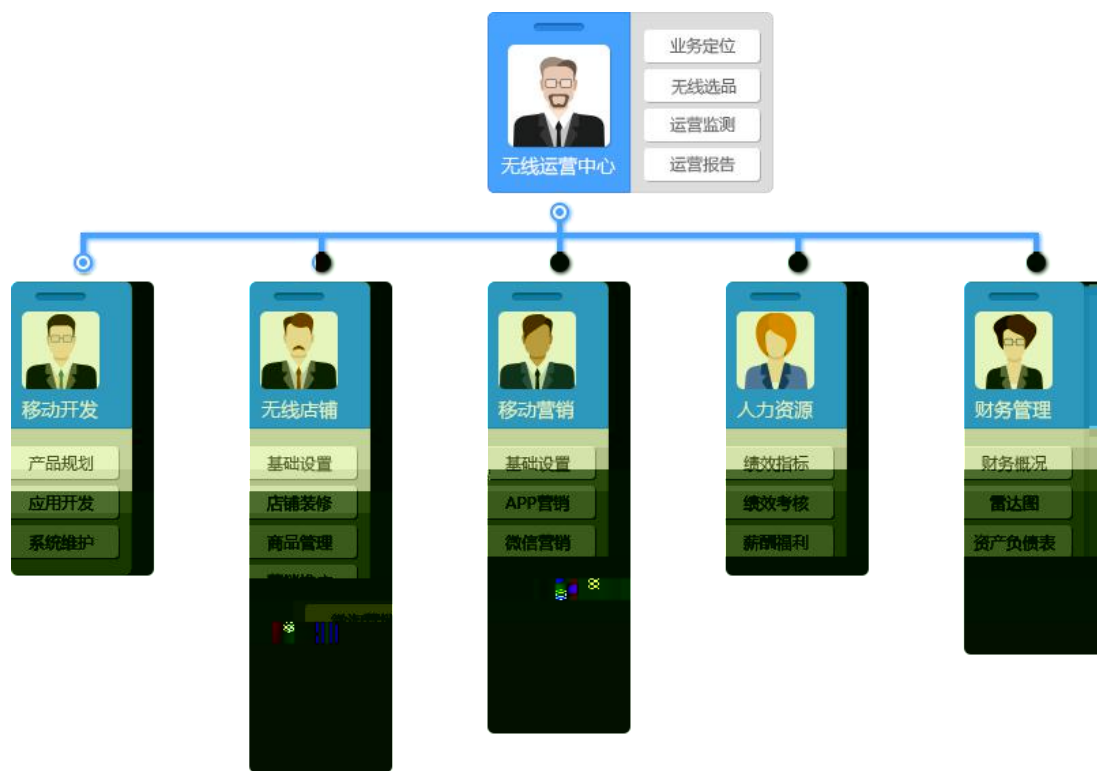 业务定位
无线选品
运营监测
运营报告
无线运营中心
移动开发
产品规划
应用开发
系统维护
无线店铺
基础设置
店铺装修
商品管理
移动营销
基础设置
APP营销
微信营销
人力资源
绩效指标
绩效考核
薪酬福利
财务管理
财务概况
雷达图
资产负债表